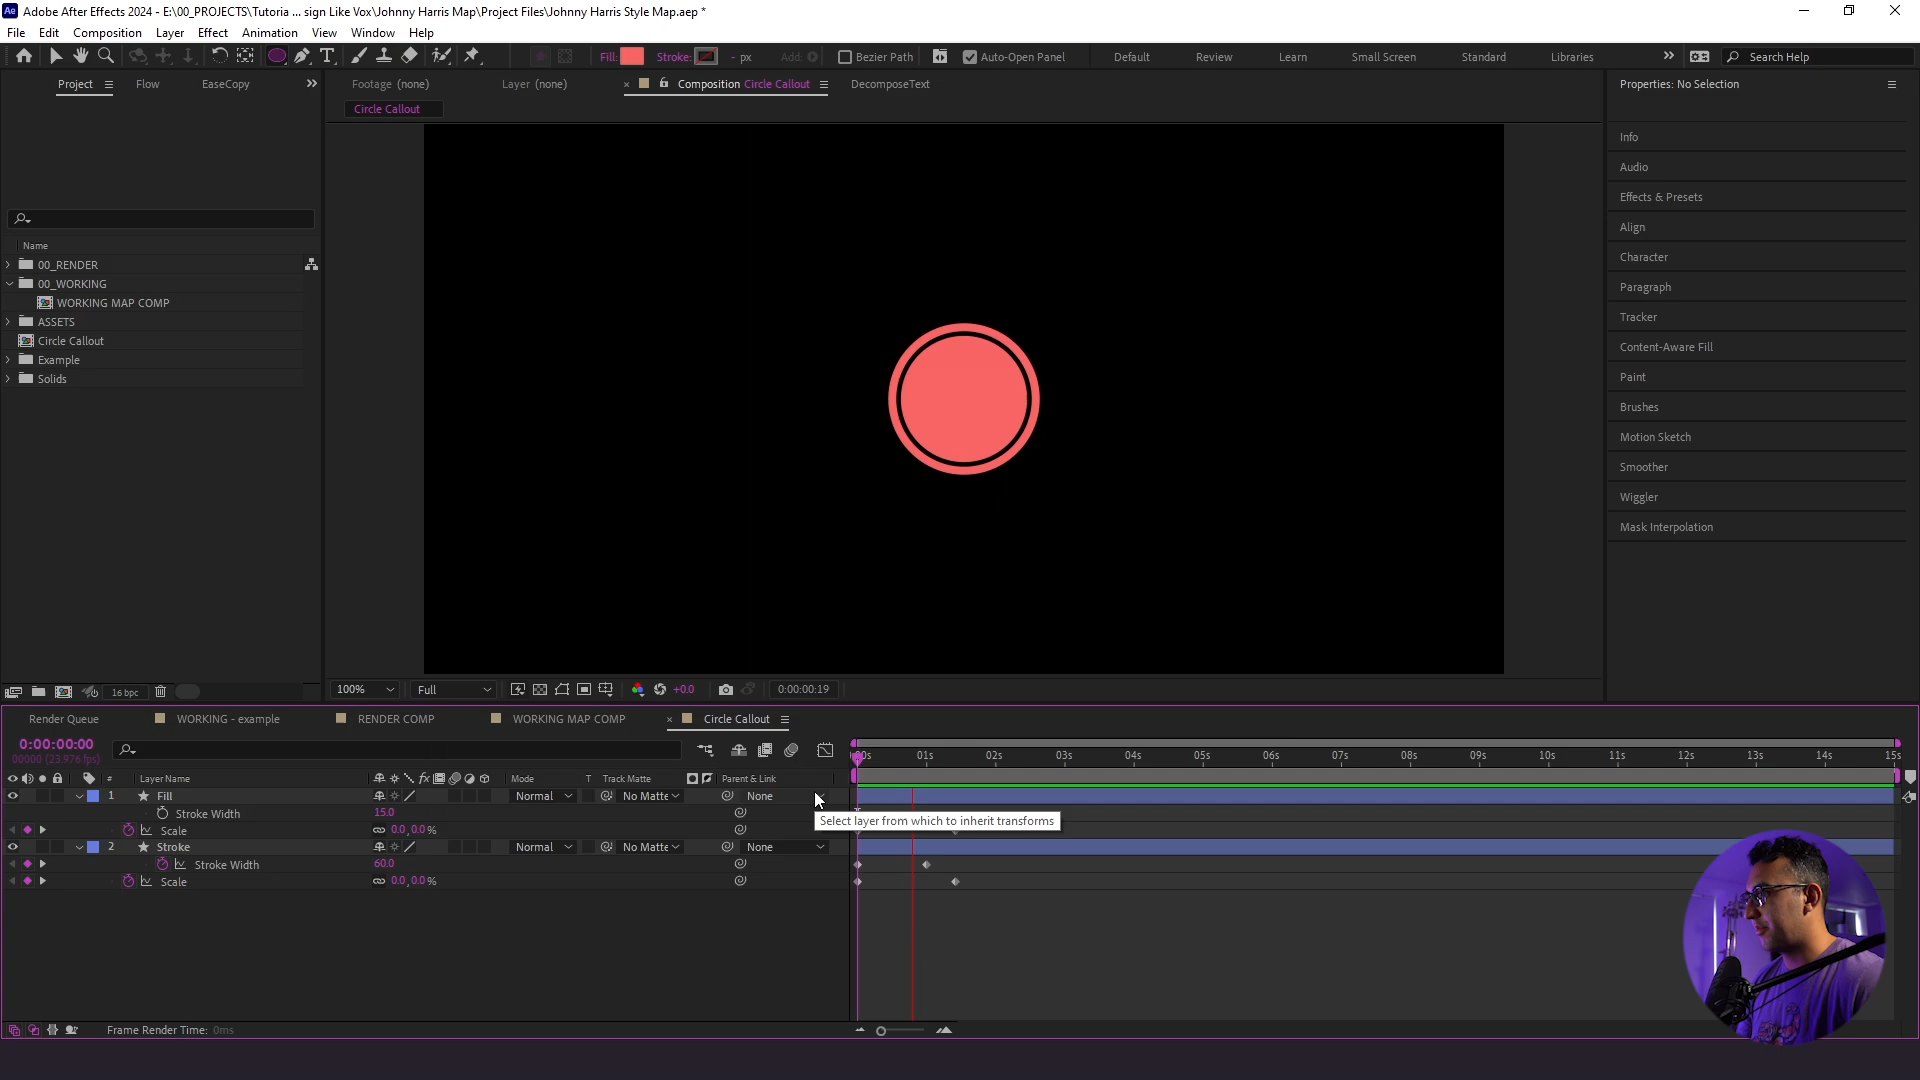 Adobe After Effects 2024 - E:\00_PROJECTS\Tutoria ... sign Like Vox\Johnny Harris Map\Project Files\Johnny Harris Style Map.aep *
File Edit Composition Layer Effect Animation View Window Help
Fill: Stroke: - px Add: Bezier Path Auto-Open Panel Default Review Learn Small Screen Standard Libraries Search Help
Project Flow EaseCopy Footage (none) Layer (none) Composition Circle Callout DecomposeText Properties: No Selection
Circle Callout
Info
Audio
Effects & Presets
Align
Character
Paragraph
Tracker
Content-Aware Fill
Paint
Brushes
Motion Sketch
Smoother
Wiggler
Mask Interpolation
Name
00_RENDER
00_WORKING
WORKING MAP COMP
ASSETS
Circle Callout
Example
Solids
16 bpc 100% Full +0.0 0:00:00:19
Render Queue WORKING - example RENDER COMP WORKING MAP COMP Circle Callout
0:00:00:00
00000 (23.976 fps)
00s 01s 02s 03s 04s 05s 06s 07s 08s 09s 10s 11s 12s 13s 14s 15s
# Layer Name Mode T Track Matte Parent & Link
1 Fill Normal No Matte None
Stroke Width 15.0
Select layer from which to inherit transforms
Scale 0.0, 0.0 %
2 Stroke Normal No Matte None
Stroke Width 60.0
Scale 0.0, 0.0 %
Frame Render Time: 0ms